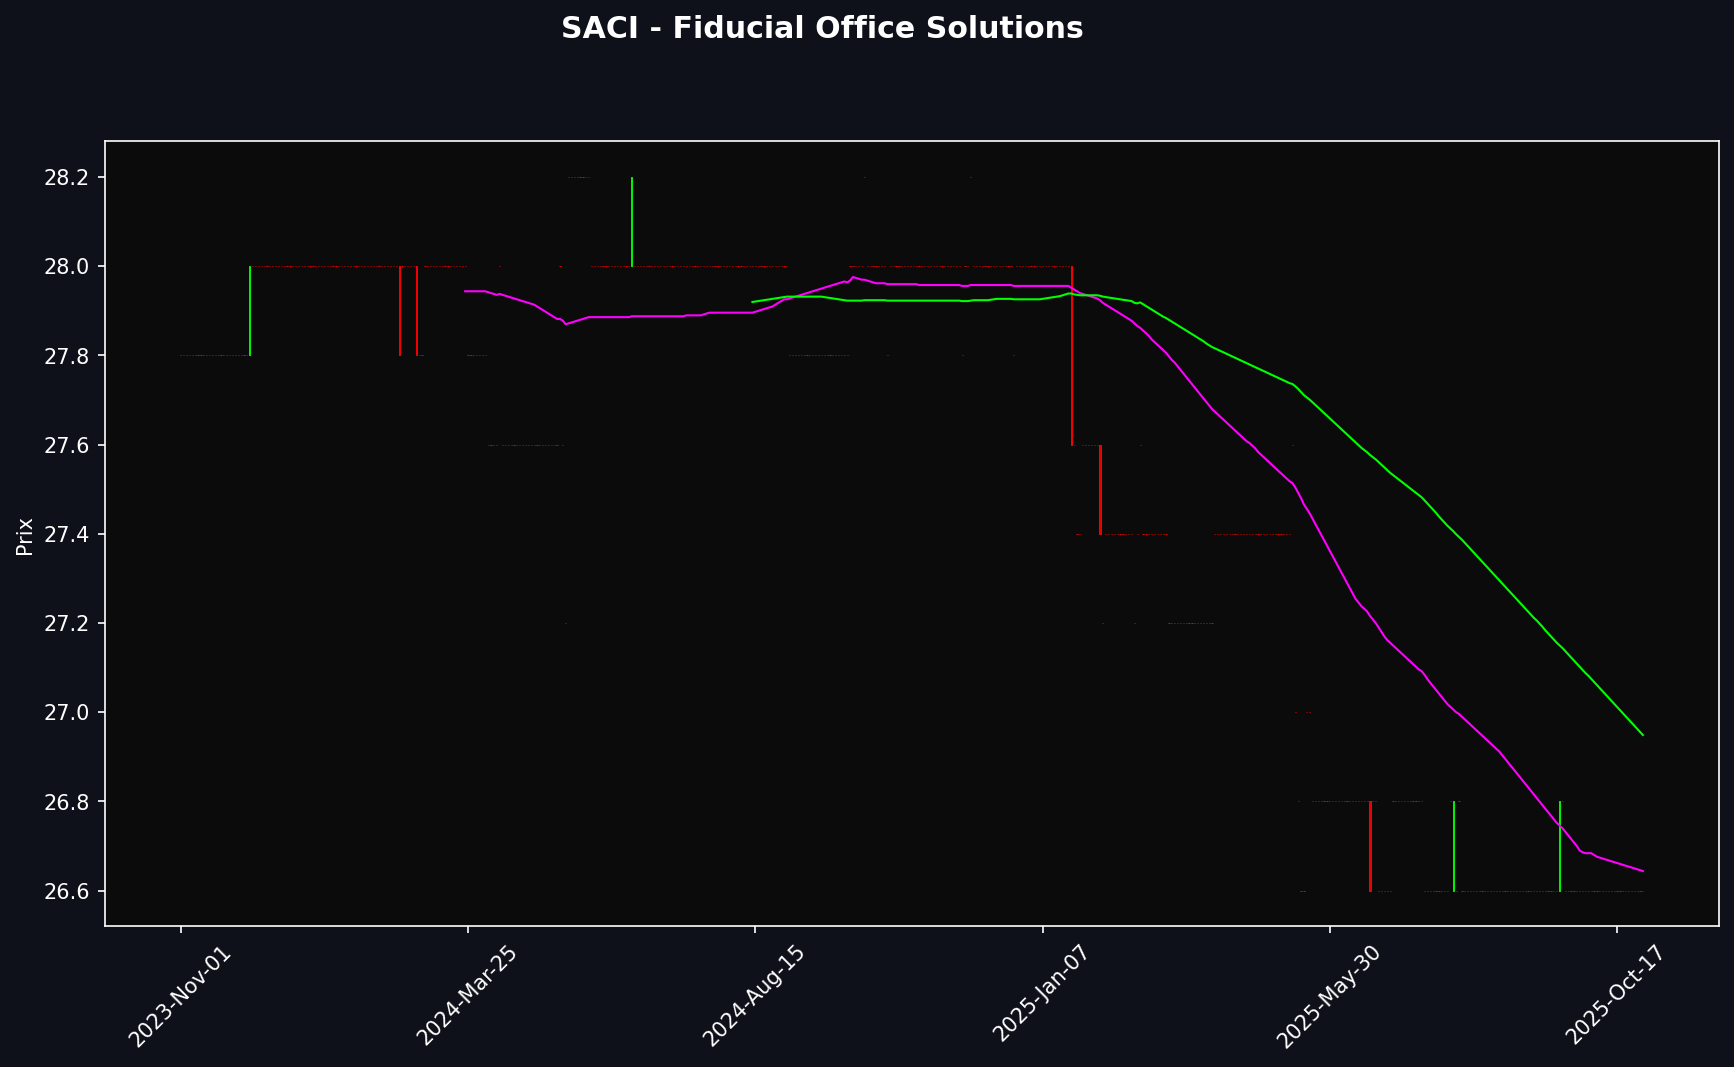 SACI - Fiducial Office Solutions
Prix
28.2
28.0
27.8
27.6
27.4
27.2
27.0
26.8
26.6
2023-Nov-01
2024-Mar-25
2024-Aug-15
2025-Jan-07
2025-May-30
2025-Oct-17